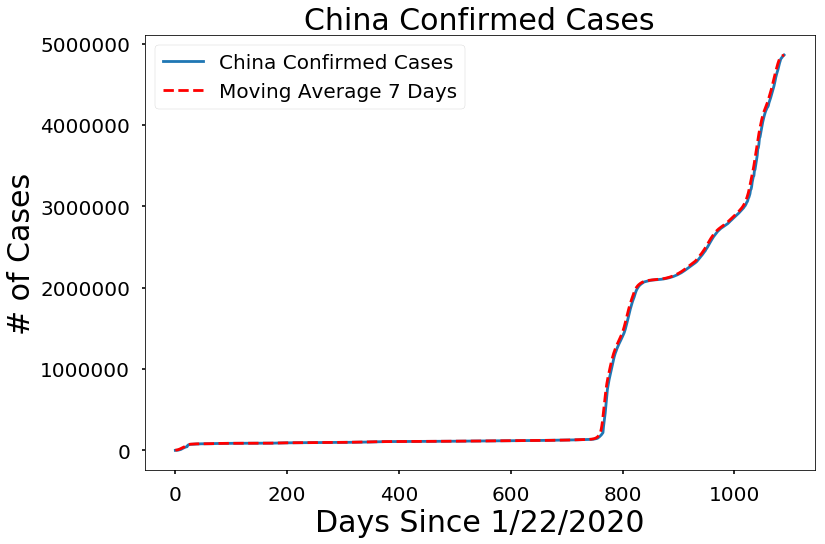 China Confirmed Cases
China Confirmed Cases
Moving Average 7 Days
# of Cases
5000000
4000000
3000000
2000000
1000000
0
0 200 400 600 800 1000
Days Since 1/22/2020